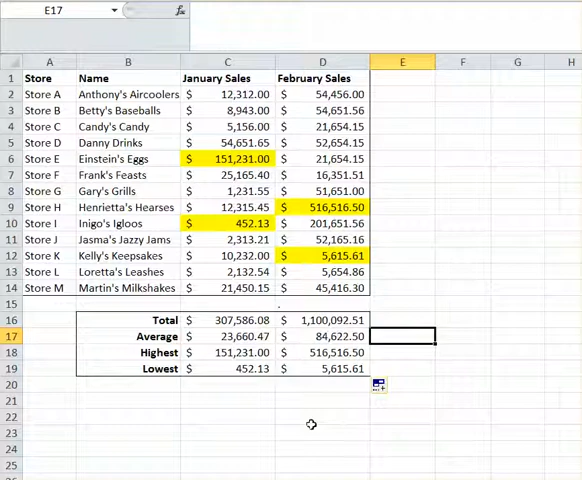 E17 fx
A B C D E F G H
1 Store Name January Sales February Sales
2 Store A Anthony's Aircoolers $ 12,312.00 $ 54,456.00
3 Store B Betty's Baseballs $ 8,943.00 $ 54,651.56
4 Store C Candy's Candy $ 5,156.00 $ 21,654.15
5 Store D Danny Drinks $ 54,651.65 $ 52,654.15
6 Store E Einstein's Eggs $ 151,231.00 $ 21,654.15
7 Store F Frank's Feasts $ 25,165.40 $ 16,351.51
8 Store G Gary's Grills $ 1,231.55 $ 51,651.00
9 Store H Henrietta's Hearses $ 12,315.45 $ 516,516.50
10 Store I Inigo's Igloos $ 452.13 $ 201,651.56
11 Store J Jasma's Jazzy Jams $ 2,313.21 $ 52,165.16
12 Store K Kelly's Keepsakes $ 10,232.00 $ 5,615.61
13 Store L Loretta's Leashes $ 2,132.54 $ 5,654.86
14 Store M Martin's Milkshakes $ 21,450.15 $ 45,416.30
15 .
16 Total $ 307,586.08 $ 1,100,092.51
17 Average $ 23,660.47 $ 84,622.50
18 Highest $ 151,231.00 $ 516,516.50
19 Lowest $ 452.13 $ 5,615.61
20
21
22
23
24
25